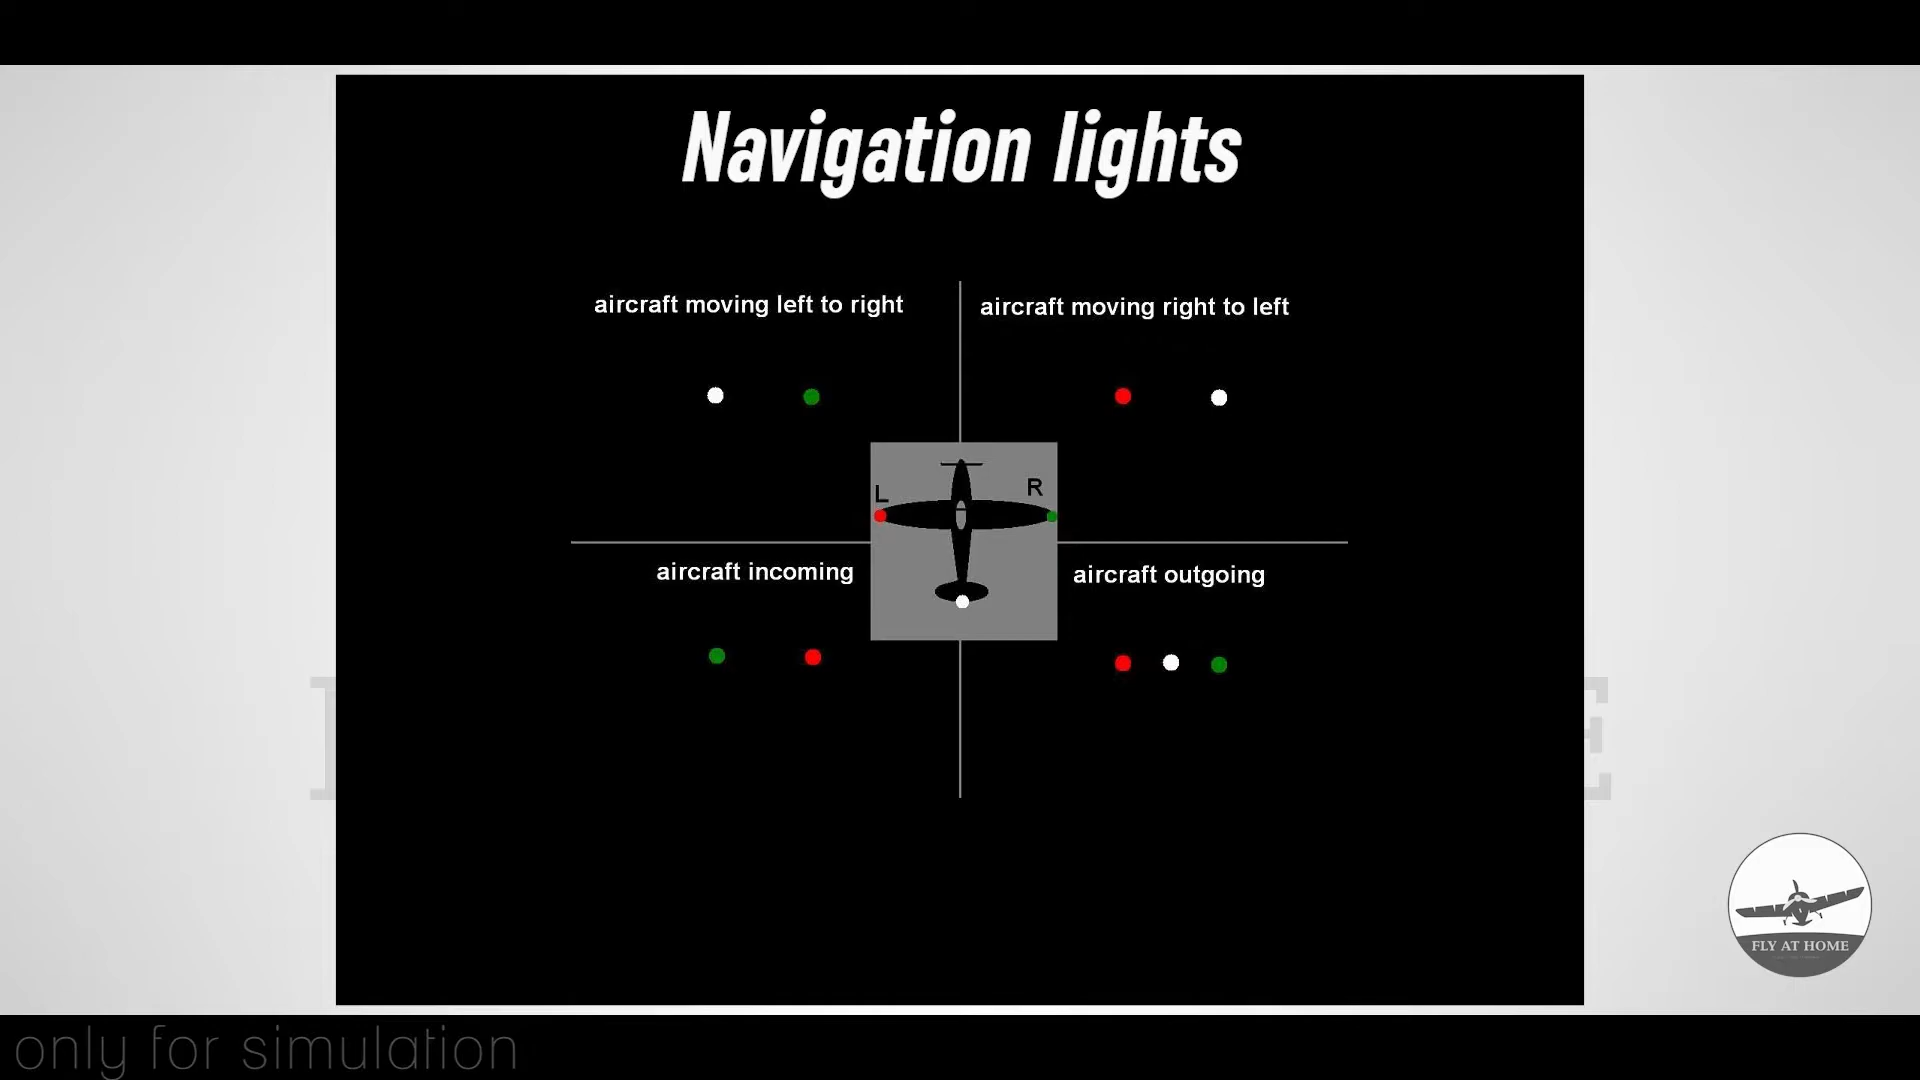 Navigation lights
aircraft moving left to right
aircraft moving right to left
L
R
aircraft incoming
aircraft outgoing
E
FLY AT HOME
only for simulation